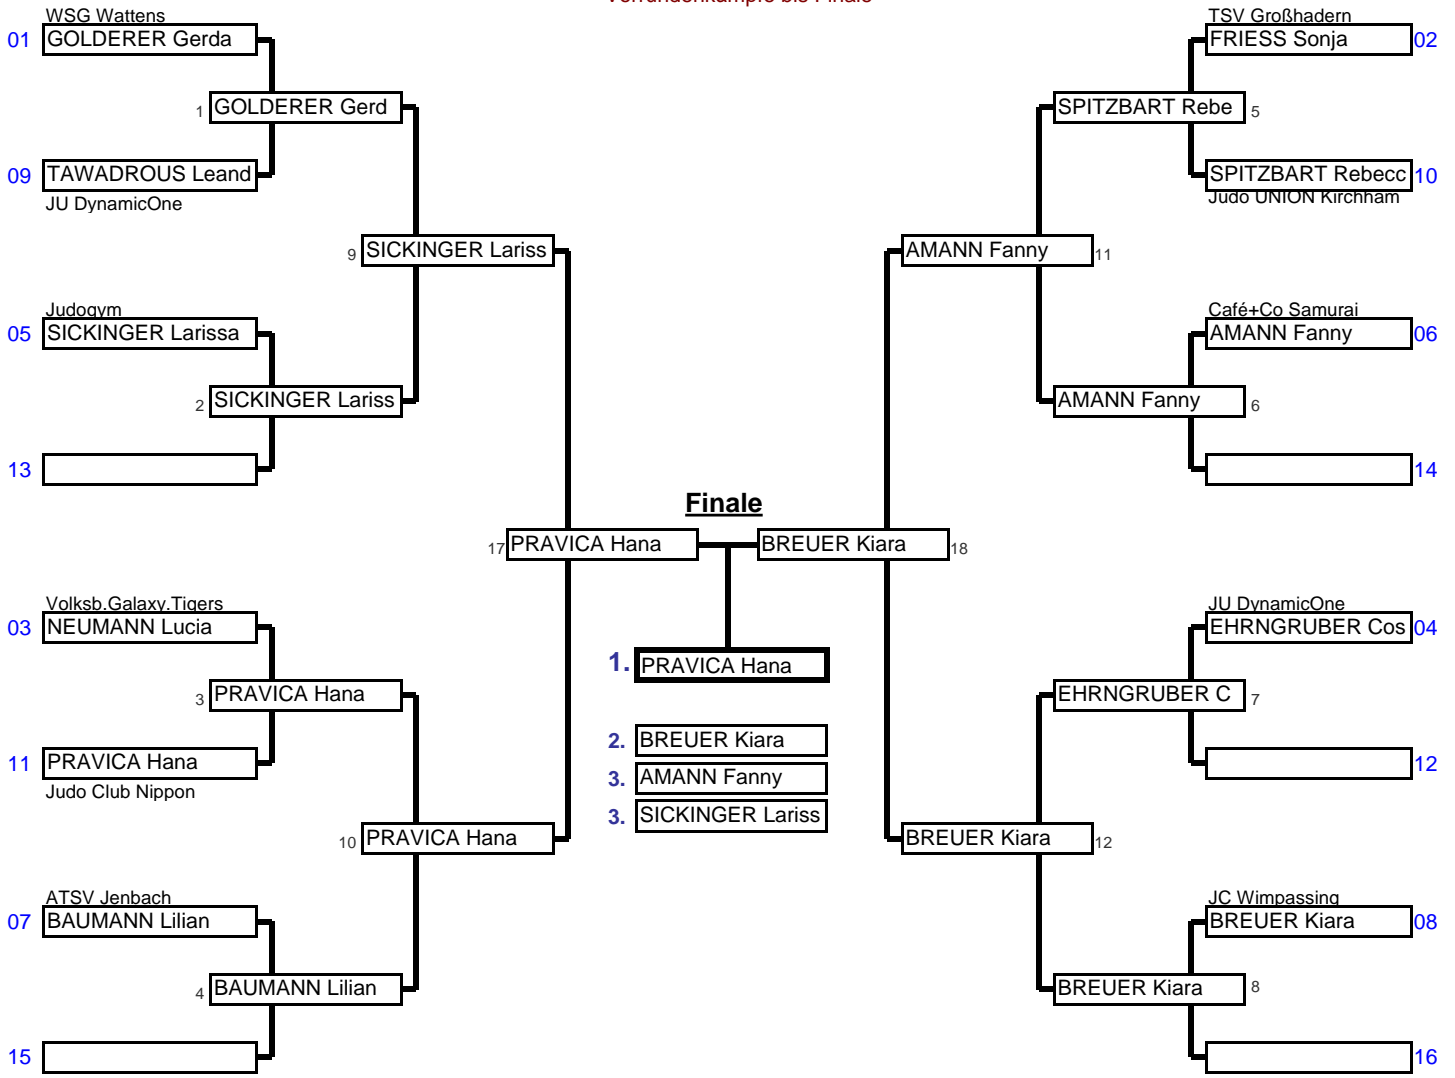 Vorrundenkämpfe bis Finale
WSG Wattens
01 GOLDERER Gerda
1 GOLDERER Gerd
09 TAWADROUS Leand
JU DynamicOne
9 SICKINGER Lariss
Judogym
05 SICKINGER Larissa
2 SICKINGER Lariss
13
17 PRAVICA Hana
Volksb.Galaxy.Tigers
03 NEUMANN Lucia
3 PRAVICA Hana
11 PRAVICA Hana
Judo Club Nippon
10 PRAVICA Hana
ATSV Jenbach
07 BAUMANN Lilian
4 BAUMANN Lilian
15
Finale
1. PRAVICA Hana
2. BREUER Kiara
3. AMANN Fanny
3. SICKINGER Lariss
TSV Großhadern
FRIESS Sonja 02
SPITZBART Rebe 5
SPITZBART Rebecc 10
Judo UNION Kirchham
AMANN Fanny 11
Café+Co Samurai
AMANN Fanny 06
AMANN Fanny 6
14
BREUER Kiara 18
JU DynamicOne
EHRNGRUBER Cos 04
EHRNGRUBER C 7
12
BREUER Kiara 12
JC Wimpassing
BREUER Kiara 08
BREUER Kiara 8
16